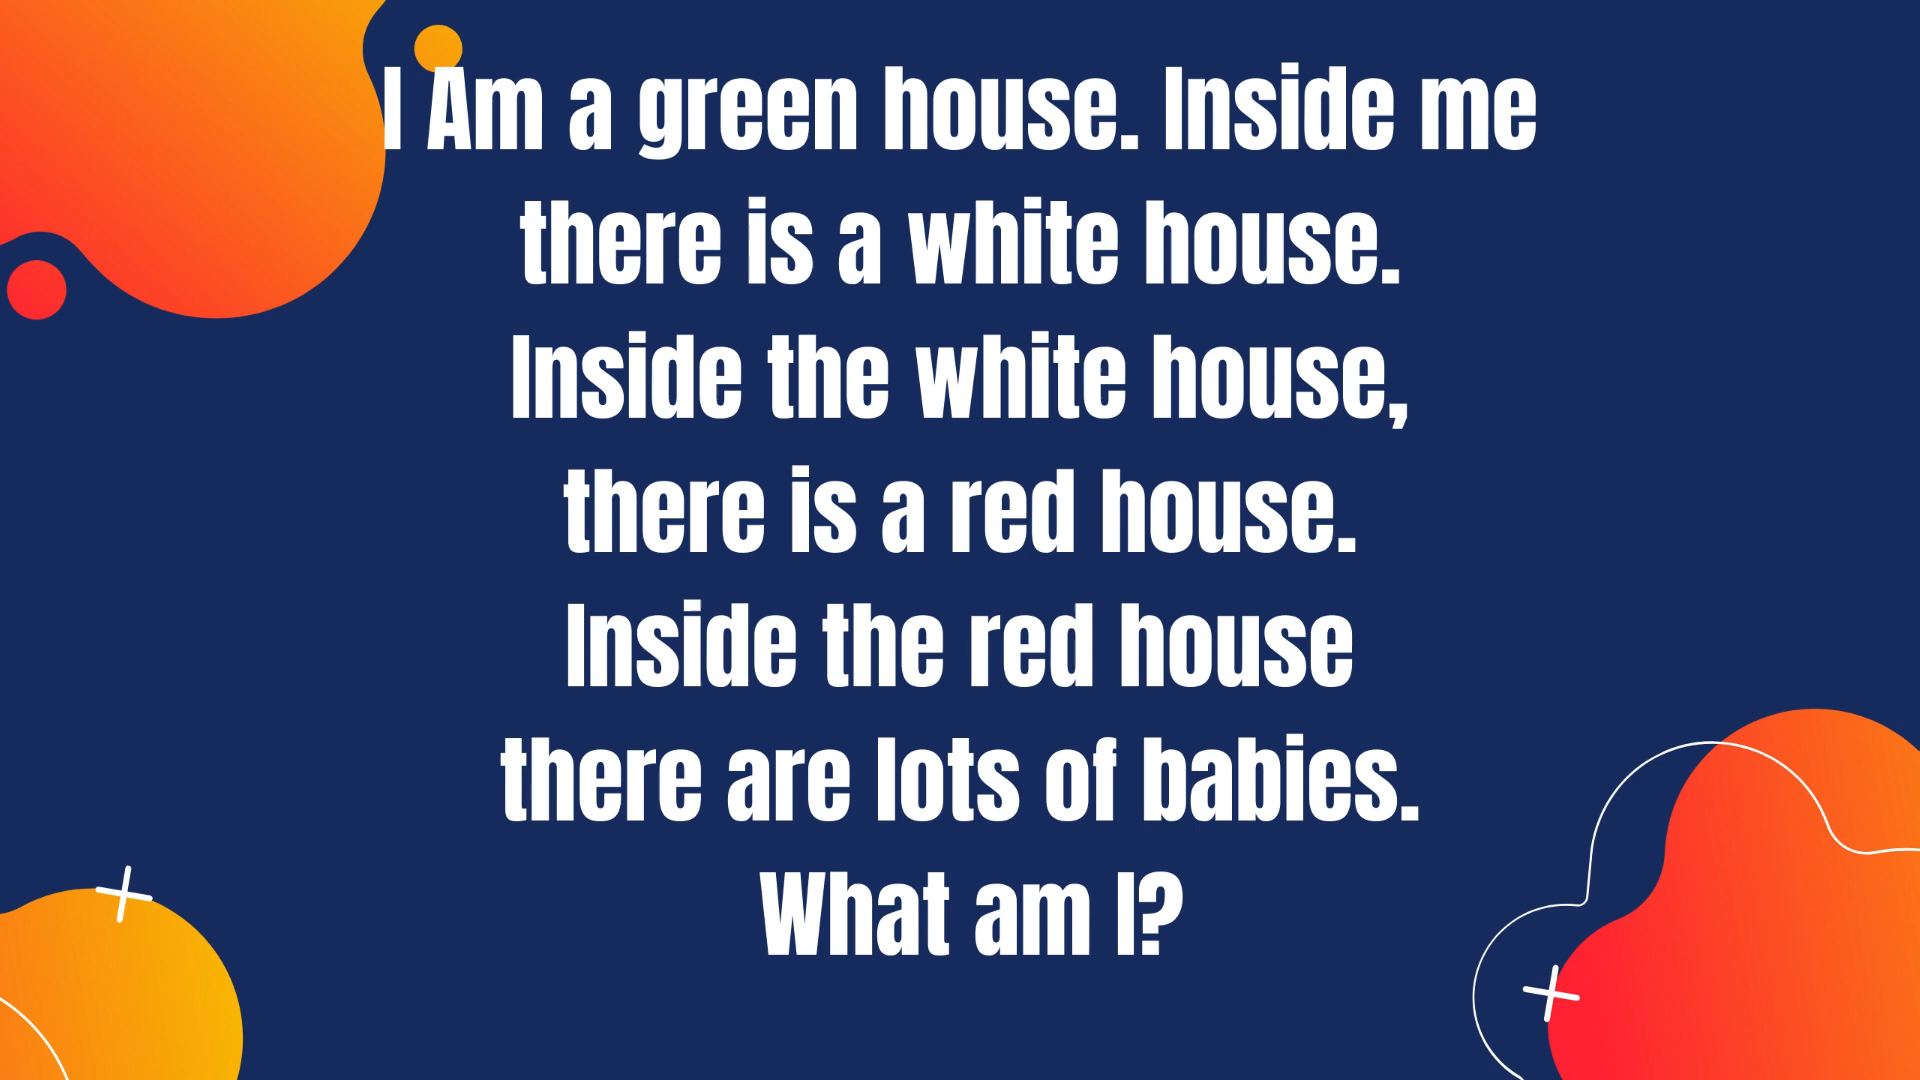 I Am a green house. Inside me
there is a white house.
Inside the white house,
there is a red house.
Inside the red house
there are lots of babies.
What am I?